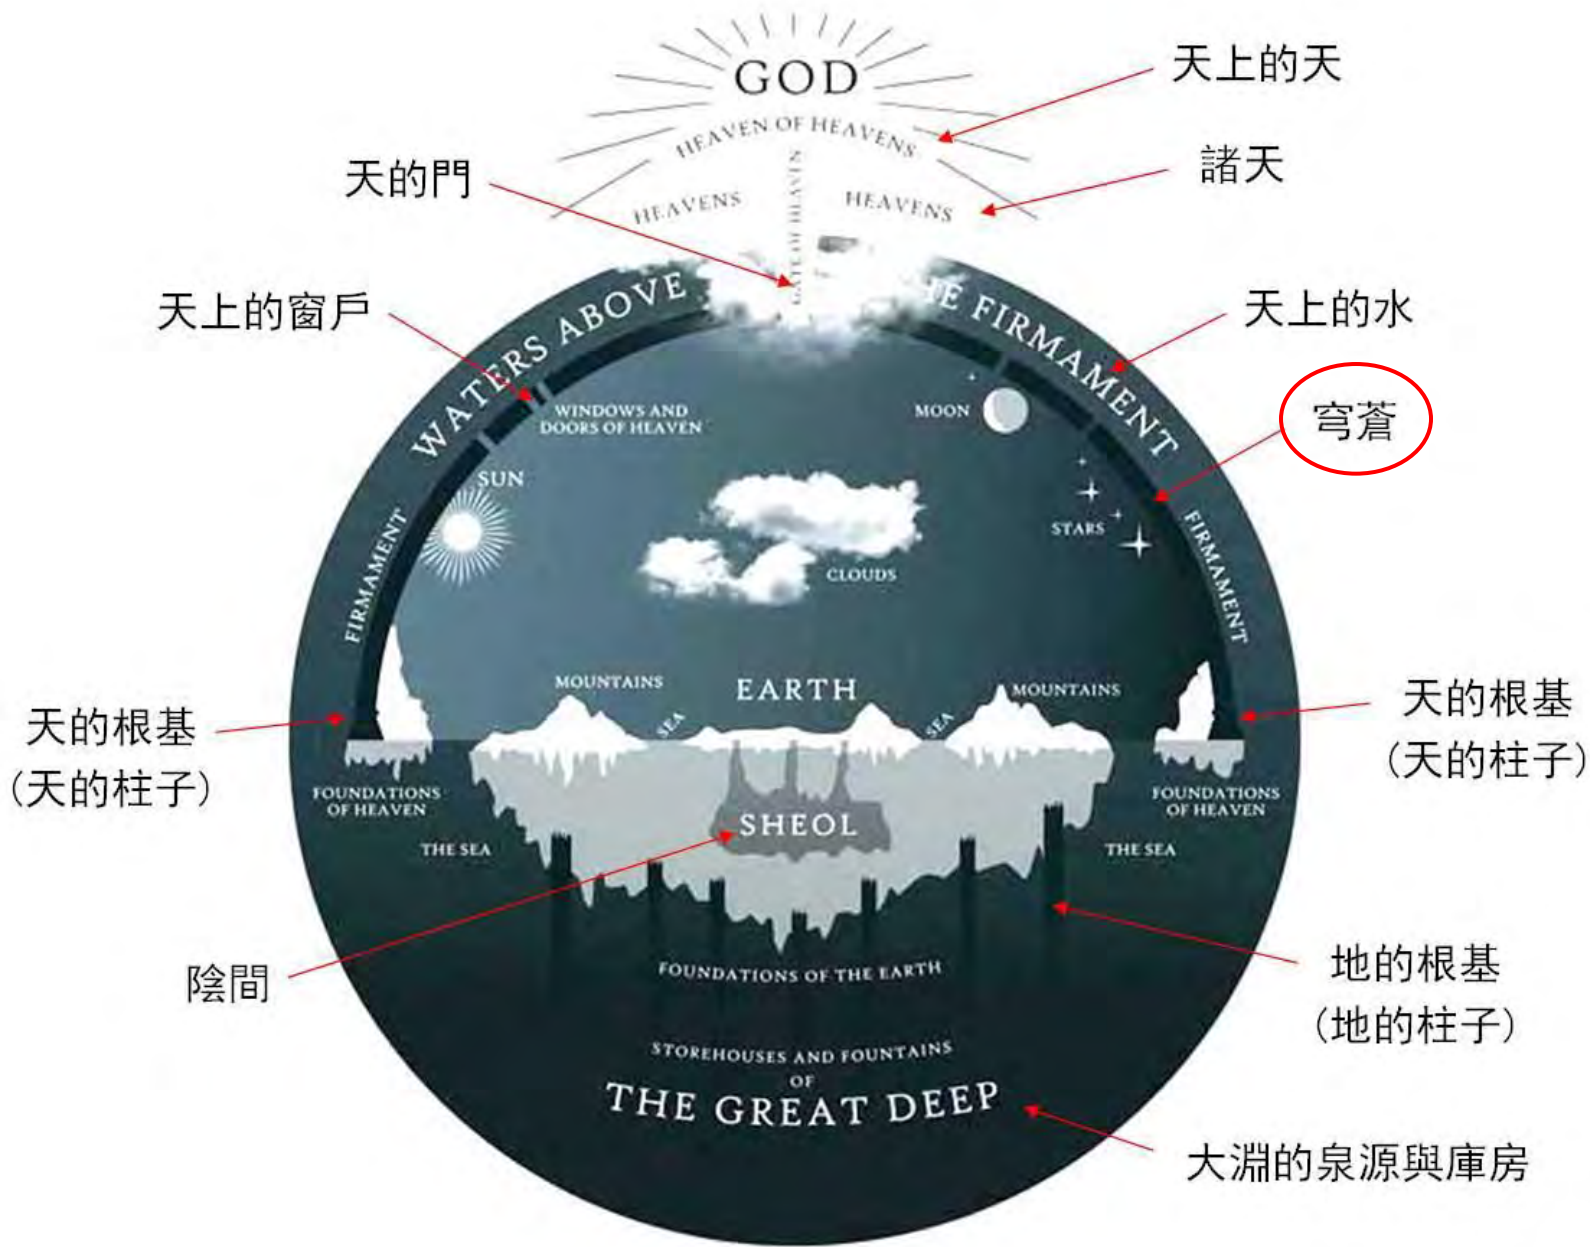 GOD
天上的天
HEAVEN OF HEAVENS
諸天
天的門
HEAVENS
HEAVENS
GATE OF HEAVEN
天上的窗戶
天上的水
WATERS ABOVE
HE FIRMAMENT
穹蒼
WINDOWS AND
DOORS OF HEAVEN
MOON
SUN
STARS
FIRMAMENT
FIRMAMENT
CLOUDS
MOUNTAINS
EARTH
MOUNTAINS
SEA
SEA
天的根基
(天的柱子)
天的根基
(天的柱子)
FOUNDATIONS
OF HEAVEN
FOUNDATIONS
OF HEAVEN
SHEOL
THE SEA
THE SEA
陰間
FOUNDATIONS OF THE EARTH
地的根基
(地的柱子)
STOREHOUSES AND FOUNTAINS
OF
THE GREAT DEEP
大淵的泉源與庫房